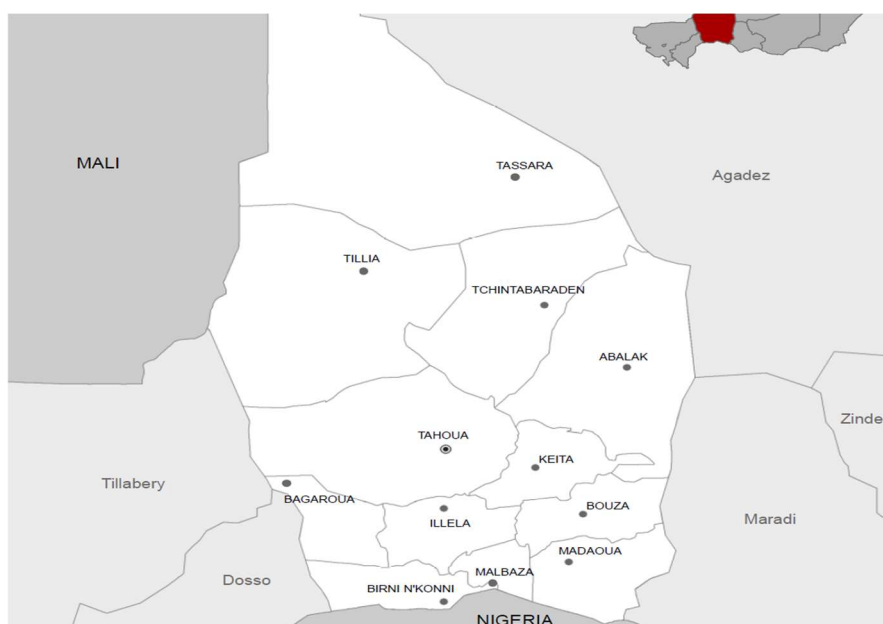 MALI
TASSARA
Agadez
TILLIA
TCHINTABARADEN
ABALAK
Zinde
TAHOUA
KEITA
Tillabery
BAGAROUA
BOUZA
ILLELA
Maradi
MADAOUA
Dosso
MALBAZA
BIRNI N'KONNI
NIGERIA